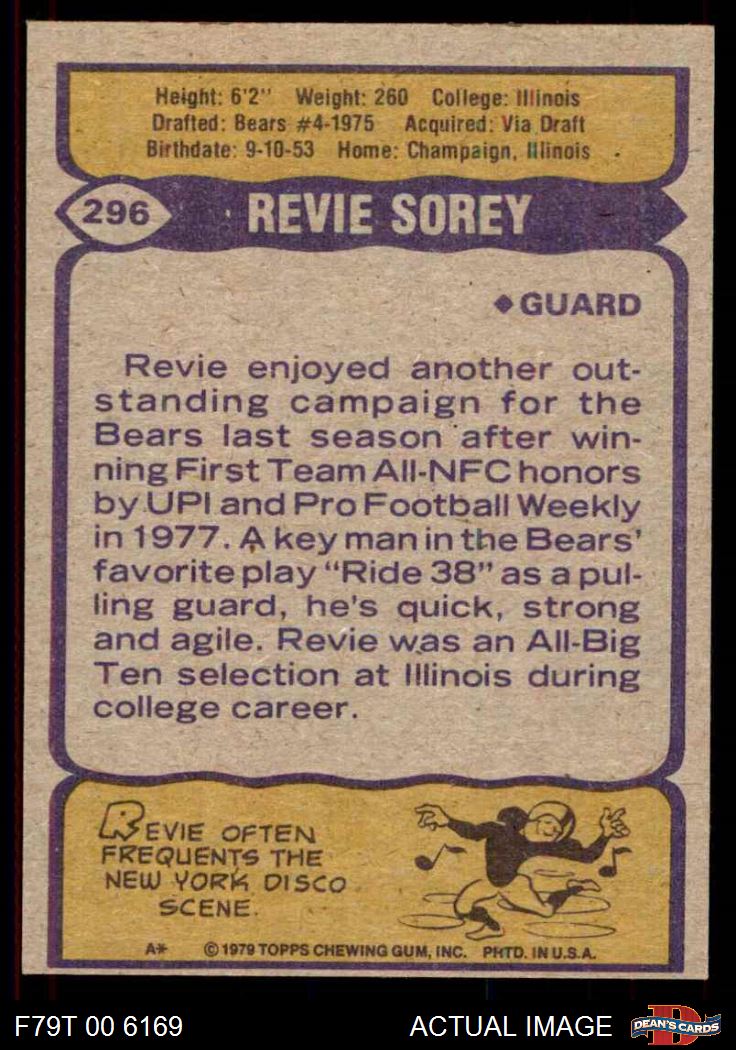 Height: 6'2" Weight: 260 College: Illinois
Drafted: Bears #4-1975 Acquired: Via Draft
Birthdate: 9-10-53 Home: Champaign, Illinois
296 REVIE SOREY
◆GUARD
Revie enjoyed another out-
standing campaign for the
Bears last season after win-
ning First Team All-NFC honors
by UPI and Pro Football Weekly
in 1977. A key man in the Bears'
favorite play "Ride 38" as a pul-
ling guard, he's quick, strong
and agile. Revie was an All-Big
Ten selection at Illinois during
college career.
REVIE OFTEN
FREQUENTS THE
NEW YORK DISCO
SCENE.
A* © 1979 TOPPS CHEWING GUM, INC. PHTD. IN U.S.A.
F79T 00 6169 ACTUAL IMAGE D DEAN'S CARDS